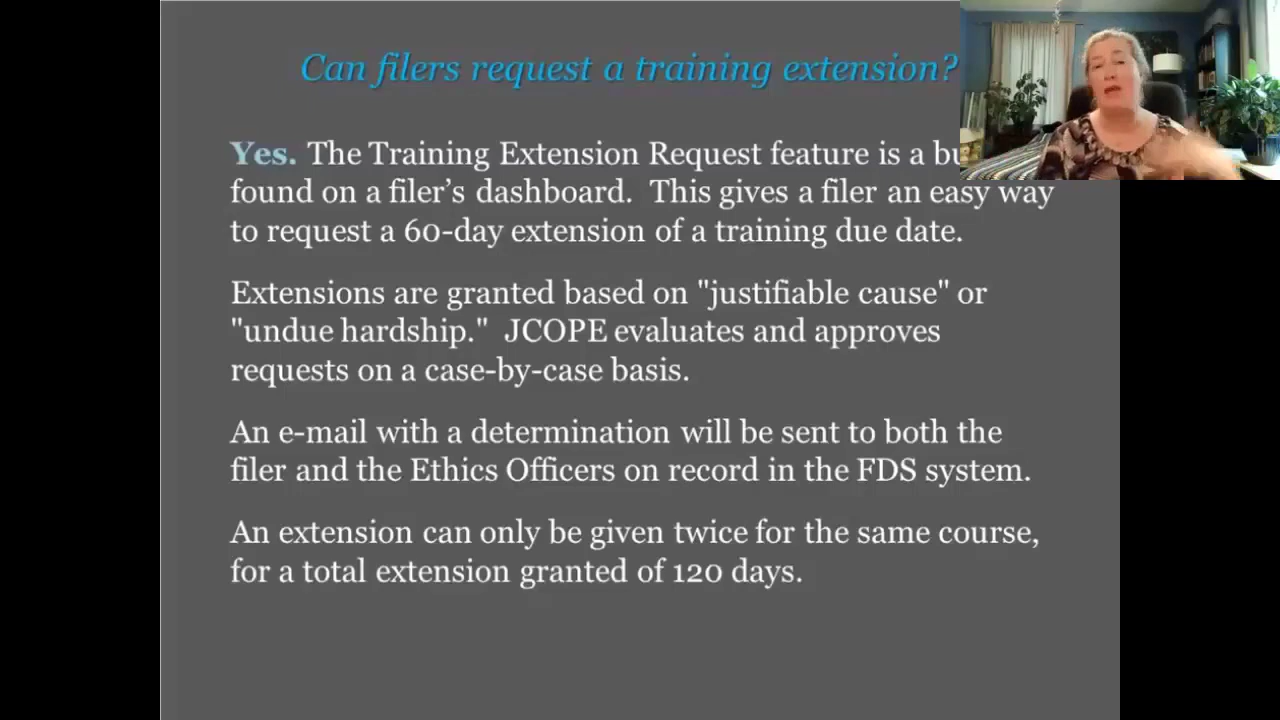 Can filers request a training extension?
Yes. The Training Extension Request feature is a
found on a filer’s dashboard.  This gives a filer an easy way
to request a 60-day extension of a training due date.
Extensions are granted based on "justifiable cause" or
"undue hardship."  JCOPE evaluates and approves
requests on a case-by-case basis.
An e-mail with a determination will be sent to both the
filer and the Ethics Officers on record in the FDS system.
An extension can only be given twice for the same course,
for a total extension granted of 120 days.